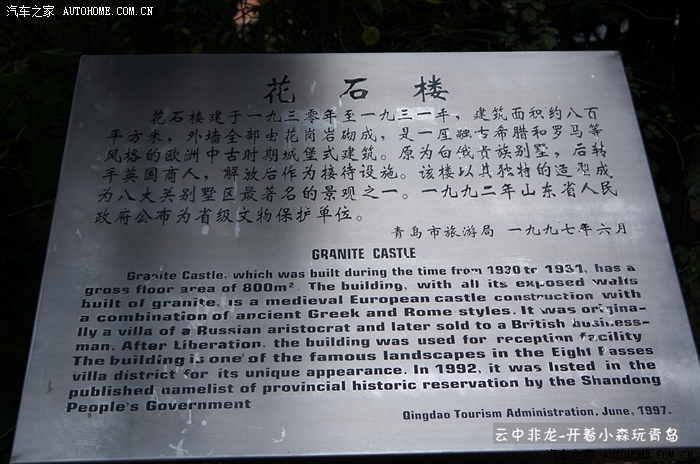 汽车之家 AUTOHOME.COM.CN
花石楼
花石楼建于一九三零年至一九三一年，建筑面积约八百
平方米，外墙全部由花岗岩砌成，是一座融古希腊和罗马等
风格的欧洲中古时期城堡式建筑。原为白俄贵族别墅，后转
手英国商人，解放后作为接待设施。该楼以其独特的造型成
为八大关别墅区最著名的景观之一。一九九二年山东省人民
政府公布为省级文物保护单位。
青岛市旅游局 一九九七年六月
GRANITE CASTLE
Granite Castle, which was built during the time from 1930 to 1931, has a
gross floor area of 800m². The building, with all its exposed walls
built of granite, is a medieval European castle construction with
a combination of ancient Greek and Rome styles. It was origina-
lly a villa of a Russian aristocrat and later sold to a British business-
man. After Liberation, the building was used for reception facility
The building is one of the famous landscapes in the Eight Passes
villa district for its unique appearance. In 1992, it was listed in the
published namelist of provincial historic reservation by the Shandong
People's Government
Qingdao Tourism Administration. June, 1997.
云中非龙-开着小森玩青岛
汽车之家 AUTOHOME.COM.CN